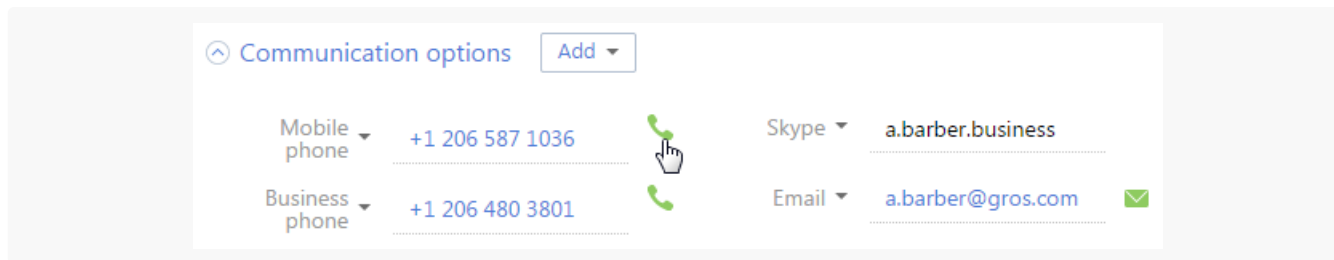 Communication options
Add
Mobile
phone
+1 206 587 1036
Skype
a.barber.business
Business
phone
+1 206 480 3801
Email
a.barber@gros.com